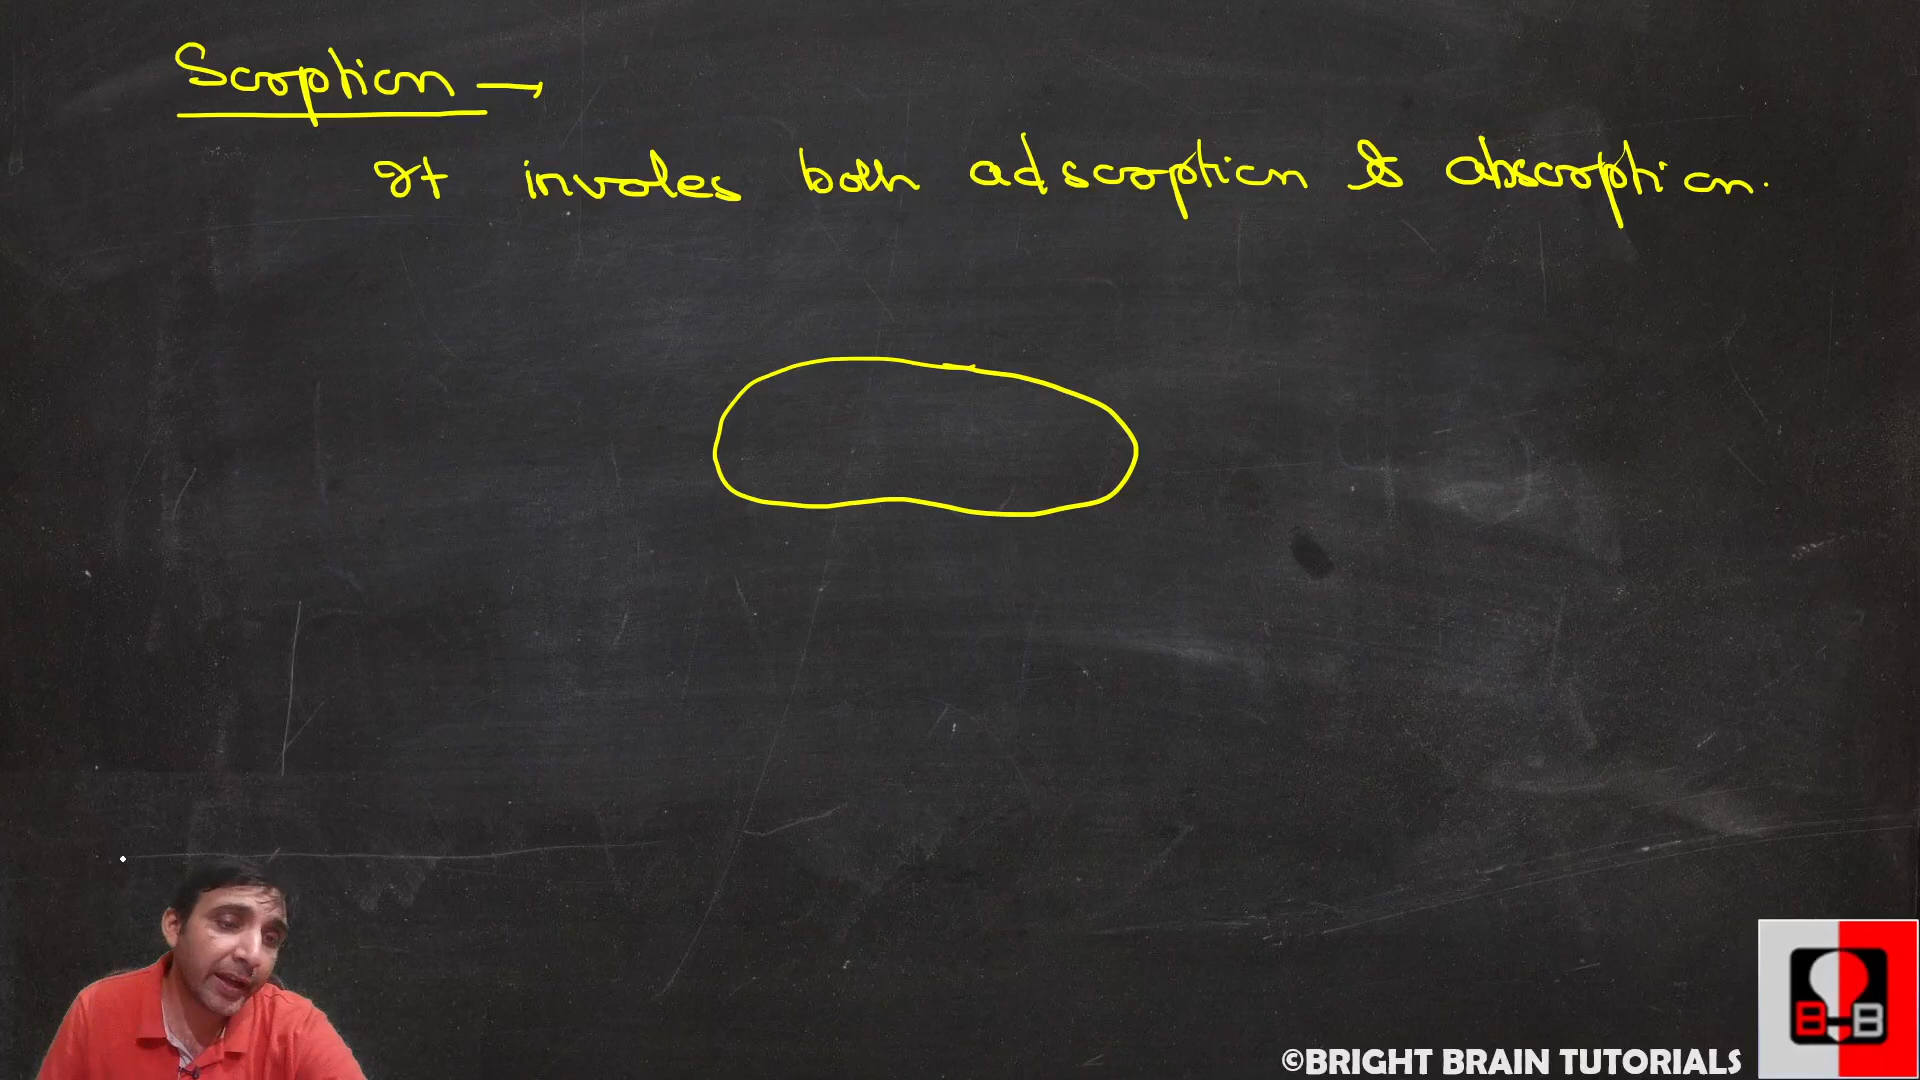 Sorption →
It involes both adsorption & absorption.
B B
©BRIGHT BRAIN TUTORIALS